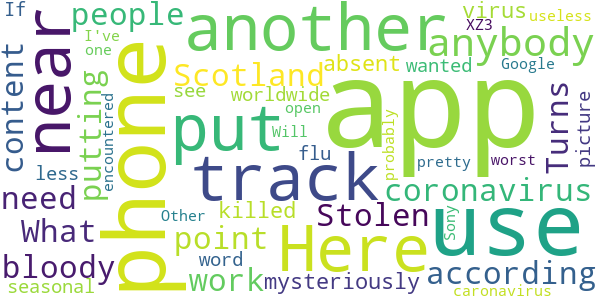 If
people
another
virus
useless
I've
one
XZ3
near
phone
absent
anybody
Scotland
wanted
Google
content
putting
encountered
see
worldwide
app
Turns
picture
put
open
Will
less
track
flu
probably
pretty
worst
need
Other
killed
Stolen
coronavirus
use
What
point
Here
Sony
bloody
word
according
seasonal
work
mysteriously
caronavirus